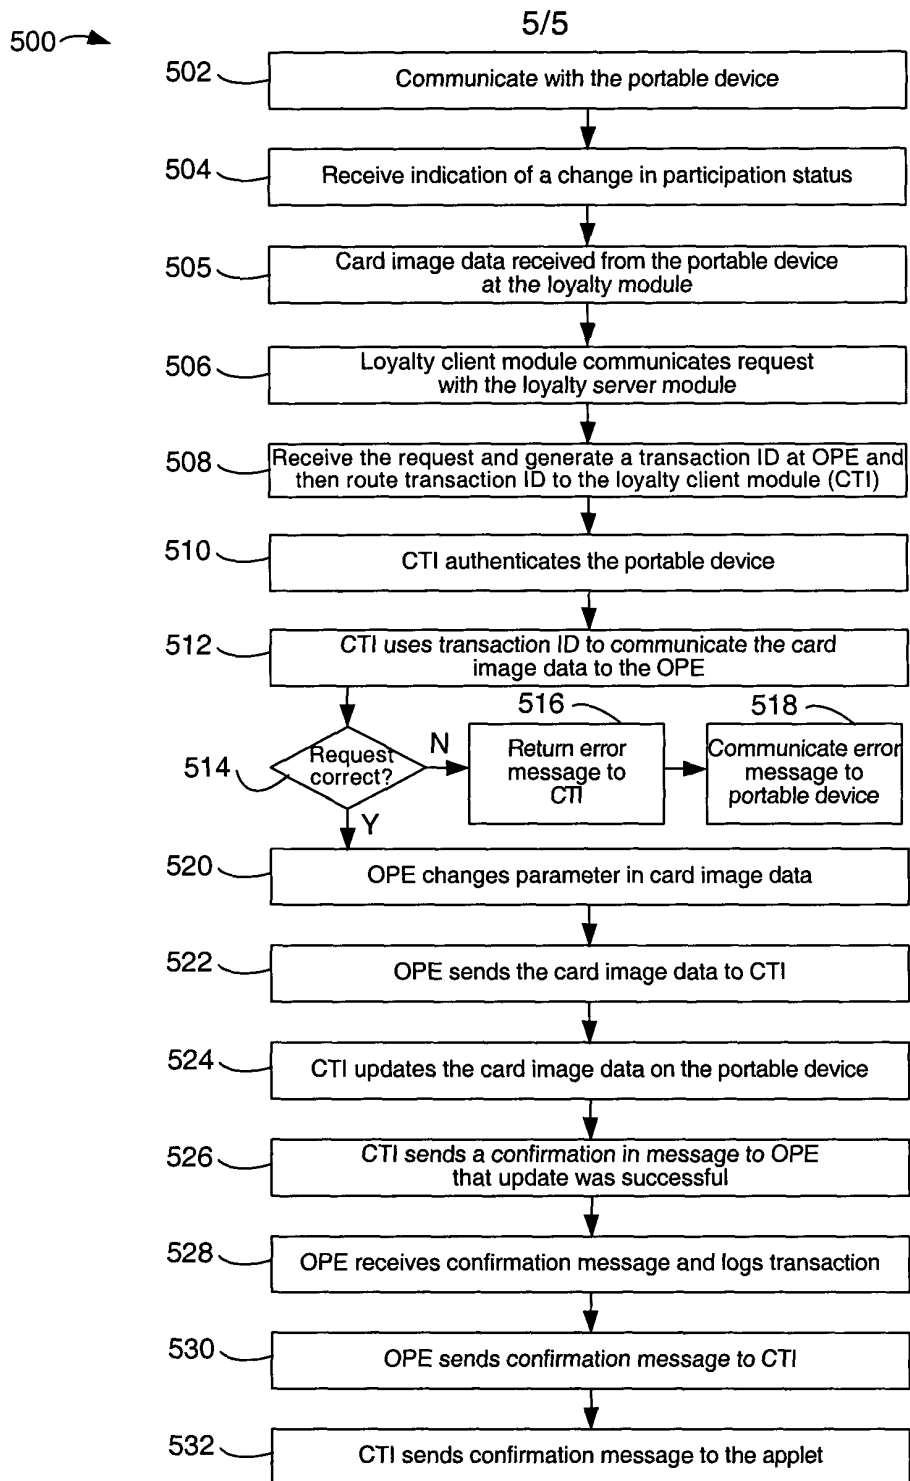 5/5
500
502
Communicate with the portable device
504
Receive indication of a change in participation status
505
Card image data received from the portable device
at the loyalty module
506
Loyalty client module communicates request
with the loyalty server module
508
Receive the request and generate a transaction ID at OPE and
then route transaction ID to the loyalty client module (CTI)
510
CTI authenticates the portable device
512
CTI uses transaction ID to communicate the card
image data to the OPE
514
Request
correct?
N
Y
516
Return error
message to
CTI
518
Communicate error
message to
portable device
520
OPE changes parameter in card image data
522
OPE sends the card image data to CTI
524
CTI updates the card image data on the portable device
526
CTI sends a confirmation in message to OPE
that update was successful
528
OPE receives confirmation message and logs transaction
530
OPE sends confirmation message to CTI
532
CTI sends confirmation message to the applet